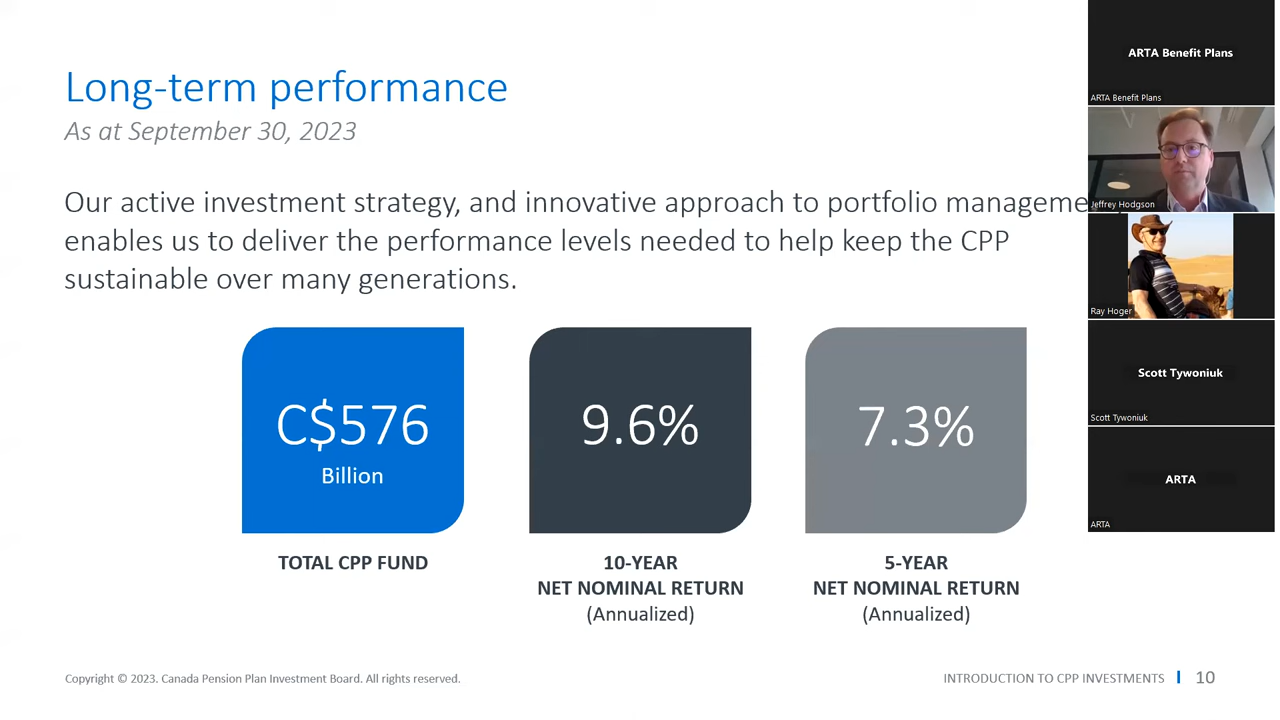 Long-term performance
As at September 30, 2023
Our active investment strategy, and innovative approach to portfolio manageme
enables us to deliver the performance levels needed to help keep the CPP
sustainable over many generations.
C$576
Billion
TOTAL CPP FUND
9.6%
10-YEAR
NET NOMINAL RETURN
(Annualized)
7.3%
5-YEAR
NET NOMINAL RETURN
(Annualized)
Copyright © 2023. Canada Pension Plan Investment Board. All rights reserved.
INTRODUCTION TO CPP INVESTMENTS 10
ARTA Benefit Plans
ARTA Benefit Plans
Jeffrey Hodgson
Ray Hoger
Scott Tywoniuk
Scott Tywoniuk
ARTA
ARTA